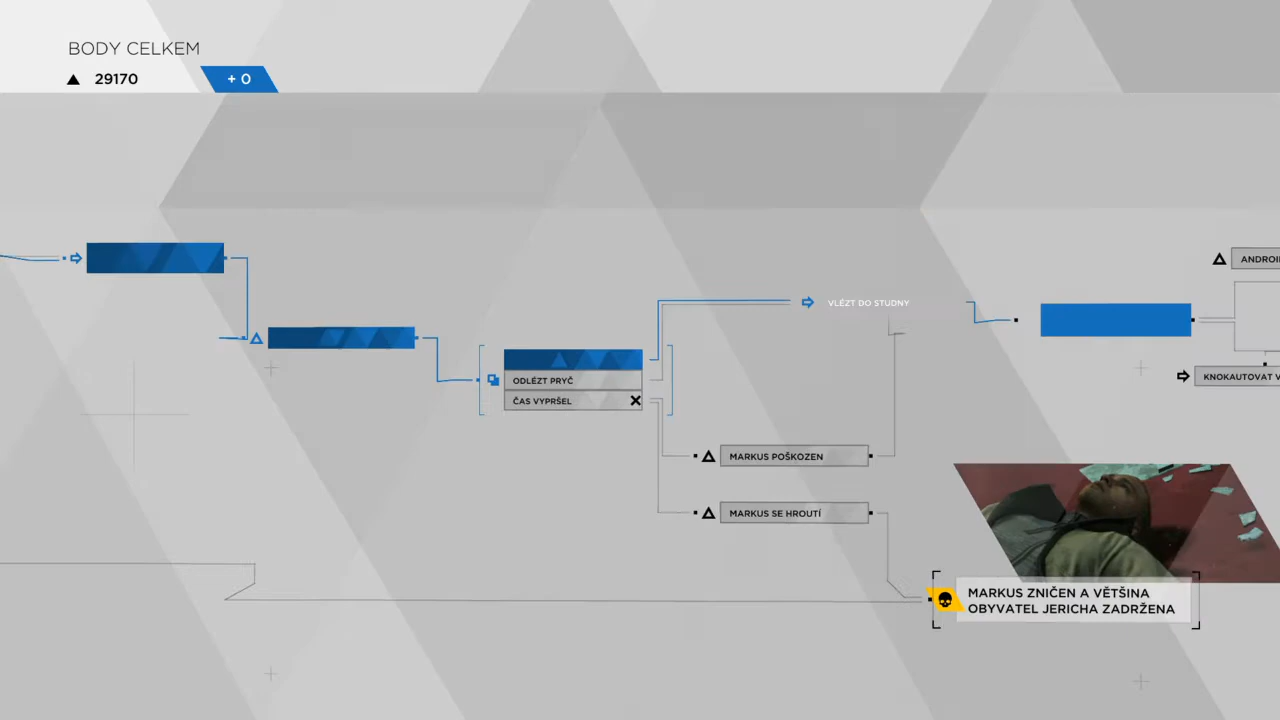 BODY CELKEM
29170
+ 0
VLÉZT DO STUDNY
ODLÉZT PRYČ
ČAS VYPRŠEL
KNOKAUTOVAT
MARKUS POŠKOZEN
MARKUS SE HROUTÍ
MARKUS ZNIČEN A VĚTŠINA
OBYVATEL JERICHA ZADRŽENA